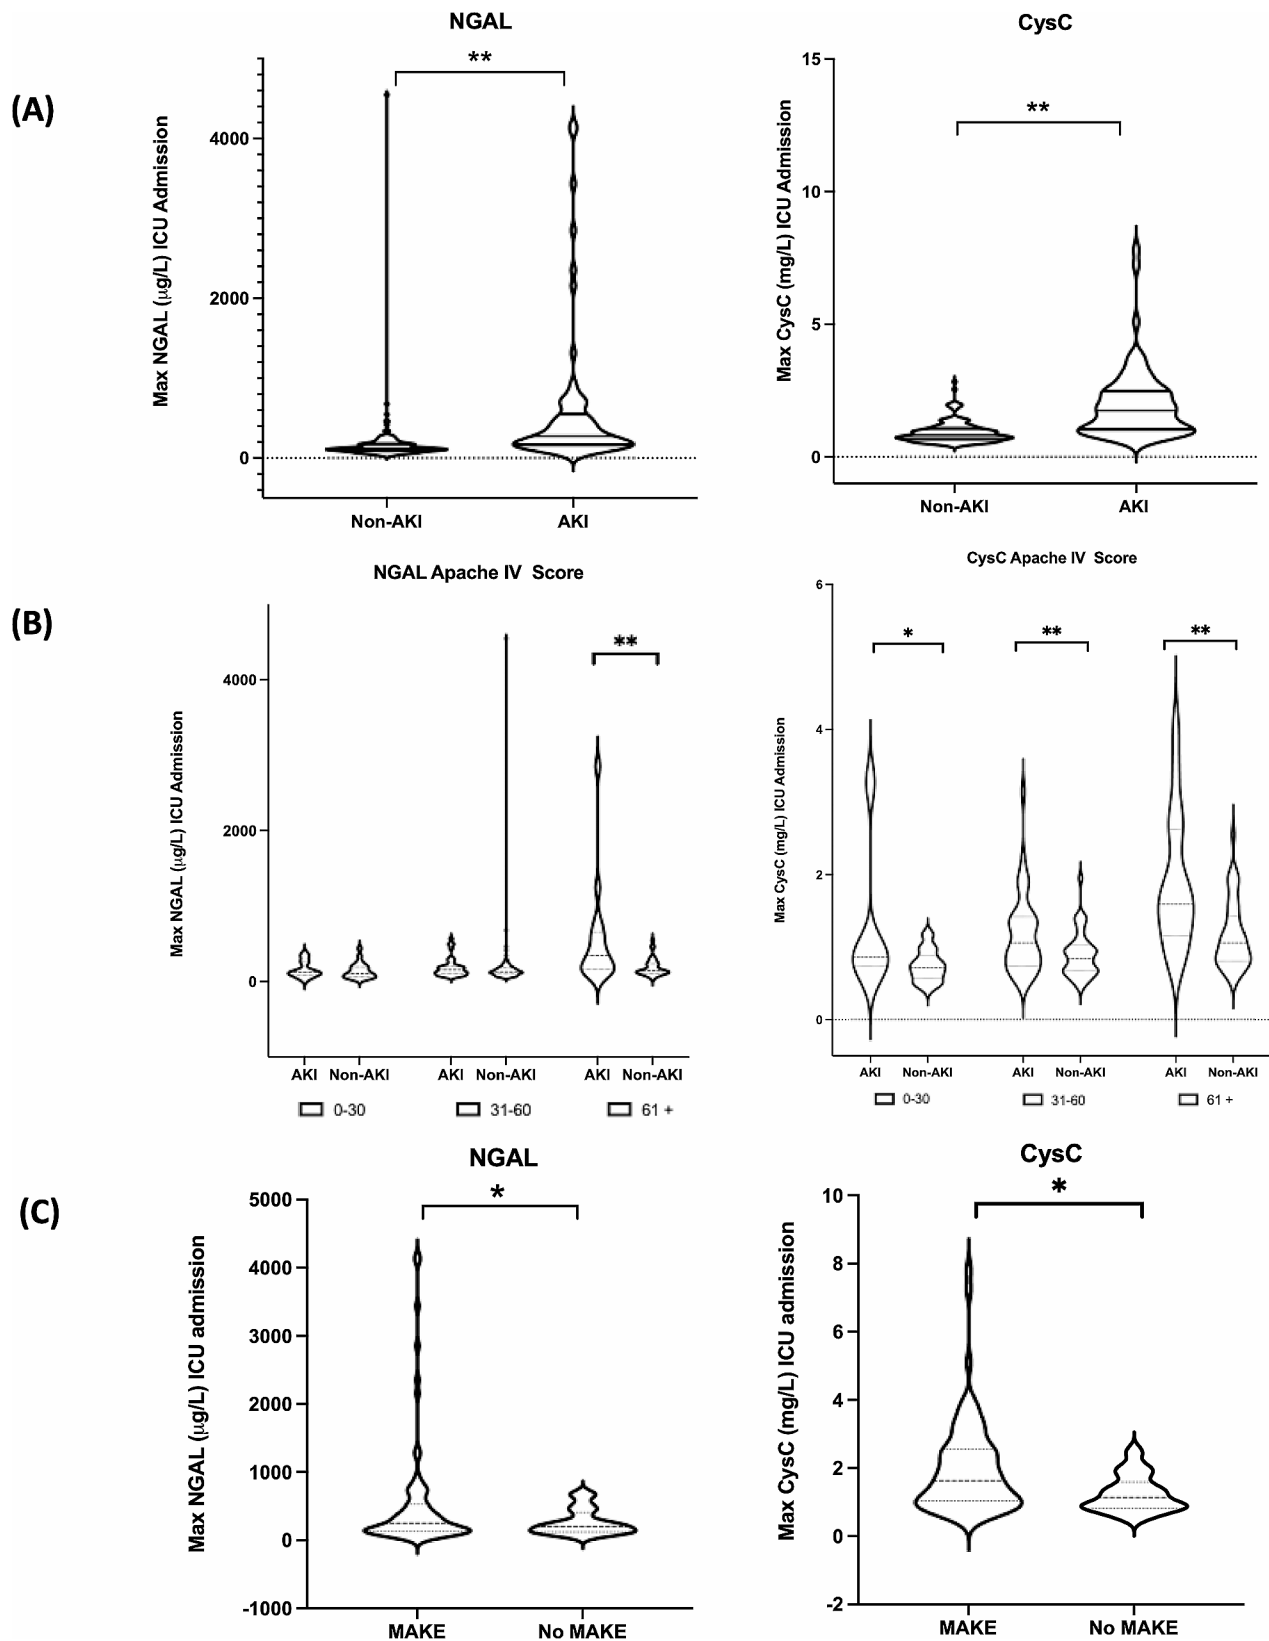 NGAL
CysC
(A)
**
**
Max NGAL (μg/L) ICU Admission
4000
2000
0
Non-AKI
AKI
Max CysC (mg/L) ICU Admission
15
10
5
0
Non-AKI
AKI
(B)
NGAL Apache IV Score
CysC Apache IV Score
Max NGAL (μg/L) ICU Admission
4000
2000
0
**
AKI Non-AKI AKI Non-AKI AKI Non-AKI
0-30 31-60 61 +
Max CysC (mg/L) ICU Admission
6
4
2
0
* ** **
AKI Non-AKI AKI Non-AKI AKI Non-AKI
0-30 31-60 61 +
(C)
NGAL
CysC
*
*
Max NGAL (μg/L) ICU admission
5000
4000
3000
2000
1000
0
-1000
MAKE No MAKE
Max CysC (mg/L) ICU admission
10
8
6
4
2
0
-2
MAKE No MAKE